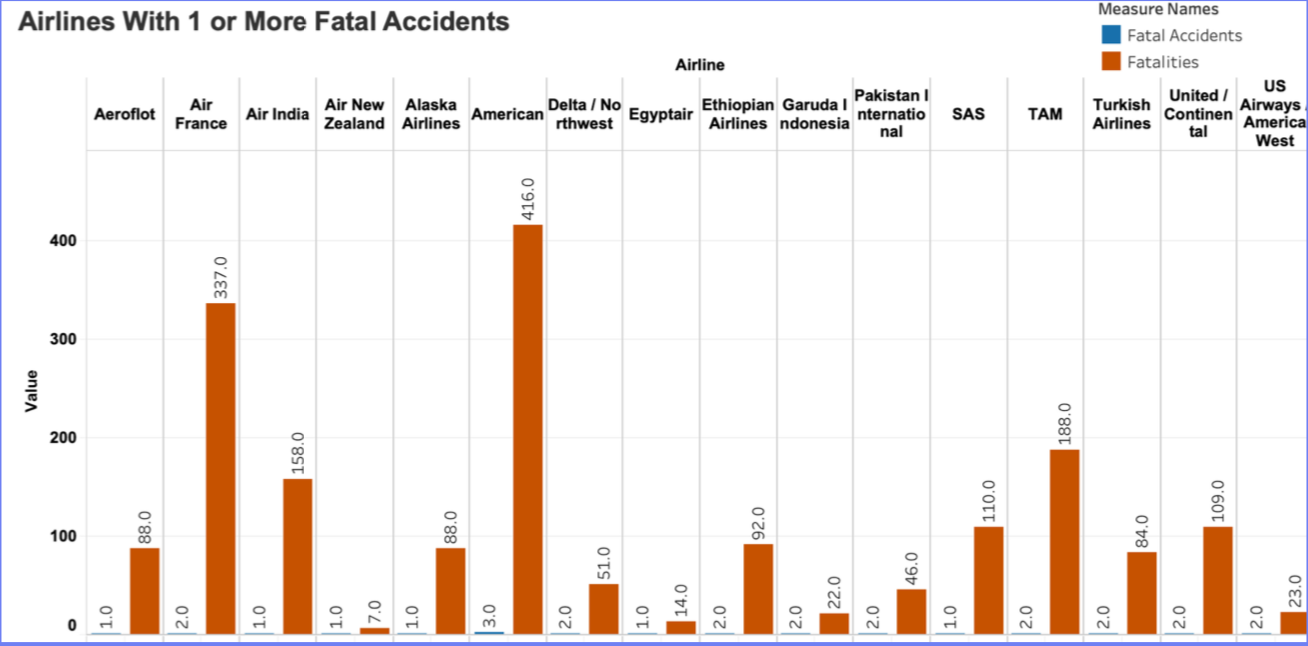 Airlines With 1 or More Fatal Accidents
Measure Names
Fatal Accidents
Fatalities
Airline
Aeroflot
Air
France
Air India
Air New
Zealand
Alaska
Airlines
American
Delta / No
rthwest
Egyptair
Ethiopian
Airlines
Garuda I
ndonesia
Pakistan I
nternatio
nal
SAS
TAM
Turkish
Airlines
United /
Continen
tal
US
Airways /
America
West
Value
400
300
200
100
0
1.0
88.0
2.0
337.0
1.0
158.0
1.0
7.0
1.0
88.0
3.0
416.0
2.0
51.0
1.0
14.0
2.0
92.0
2.0
22.0
2.0
46.0
1.0
110.0
2.0
188.0
2.0
84.0
2.0
109.0
2.0
23.0